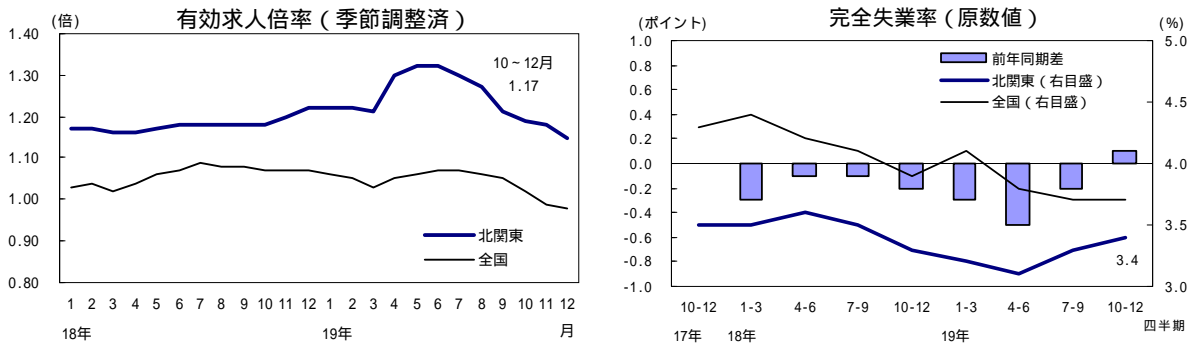 有効求人倍率（季節調整済）
(倍)
1.40
1.30
1.20
1.10
1.00
0.90
0.80
10～12月
1.17
北関東
全国
1 2 3 4 5 6 7 8 9 10 11 12 1 2 3 4 5 6 7 8 9 10 11 12
18年 19年 月
完全失業率（原数値）
(ポイント) (%)
1.0
0.8
0.6
0.4
0.2
0.0
-0.2
-0.4
-0.6
-0.8
-1.0
前年同期差
北関東（右目盛）
全国（右目盛）
3.4
5.0
4.5
4.0
3.5
3.0
10-12 1-3 4-6 7-9 10-12 1-3 4-6 7-9 10-12
17年 18年 19年 四半期